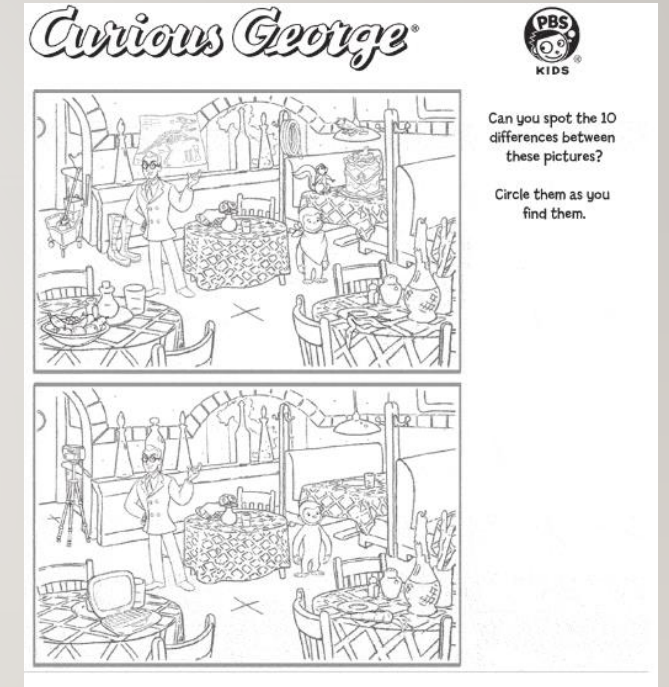 Curious George®
PBS
KIDS
®
Can you spot the 10
differences between
these pictures?
Circle them as you
find them.